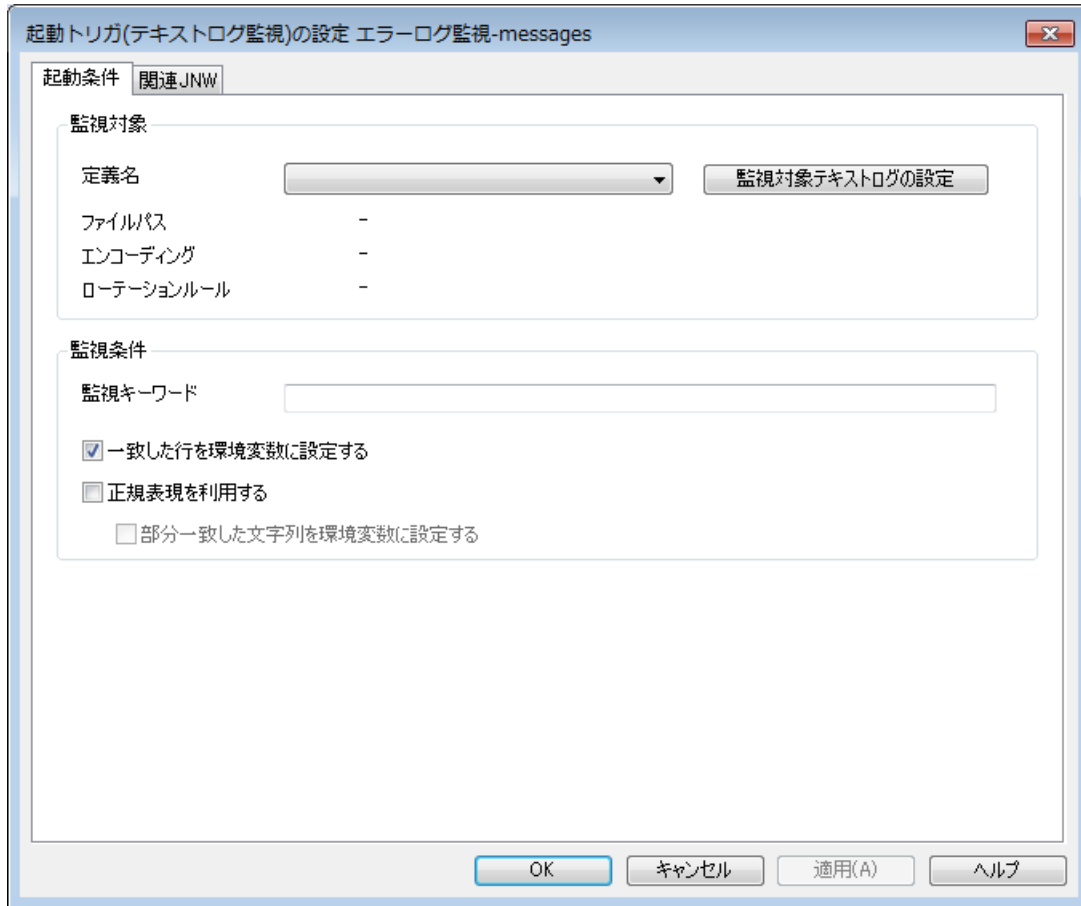 起動トリガ(テキストログ監視)の設定 エラーログ監視-messages
起動条件 関連JNW
監視対象
定義名 監視対象テキストログの設定
ファイルパス -
エンコーディング -
ローテーションルール -
監視条件
監視キーワード
一致した行を環境変数に設定する
正規表現を利用する
部分一致した文字列を環境変数に設定する
OK キャンセル 適用(A) ヘルプ